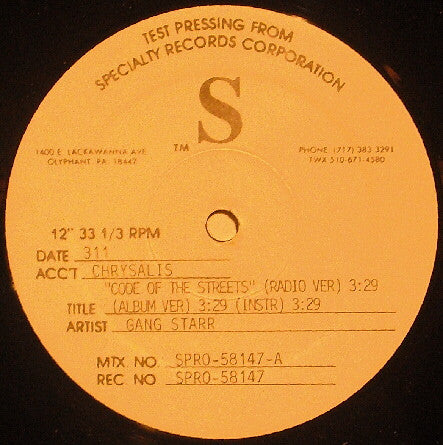 TEST PRESSING FROM
SPECIALTY RECORDS CORPORATION
S
TM
1400 E. LACKAWANNA AVE.
OLYPHANT, PA. 18447
PHONE (717) 383 3291
TWX 510-671-4580
12" 33 1/3 RPM
DATE 311
ACC'T CHRYSALIS
"CODE OF THE STREETS" (RADIO VER) 3:29
TITLE (ALBUM VER) 3:29 (INSTR) 3:29
ARTIST GANG STARR
MTX NO. SPRO-58147-A
REC NO SPRO-58147